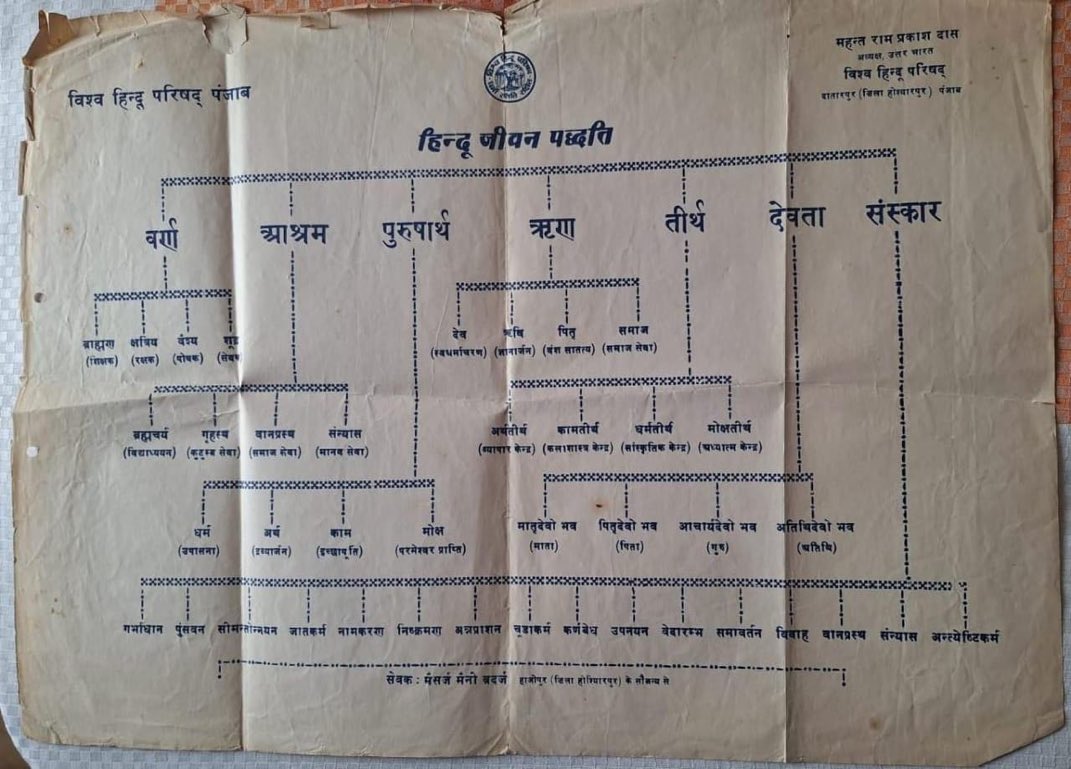 महन्त राम प्रकाश दास
अध्यक्ष, उत्तर भारत
विश्व हिन्दू परिषद्
दातारपुर (जिला होश्यारपुर) पंजाब
विश्व हिन्दू परिषद् पंजाब
हिन्दू जीवन पद्धत्ति
वर्ण आश्रम पुरुषार्थ ऋण तीर्थ देवता संस्कार
देव ऋषि पितृ समाज
(स्वधर्माचरण) (ज्ञानार्जन) (वंश सातत्य) (समाज सेवा)
ब्राह्मण क्षत्रिय वैश्य शूद्र
(शिक्षक) (रक्षक) (पोषक) (सेवक)
ब्रह्मचर्य गृहस्थ वानप्रस्थ संन्यास
(विद्याध्ययन) (कुटुम्ब सेवा) (समाज सेवा) (मानव सेवा)
अर्थतीर्थ कामतीर्थ धर्मतीर्थ मोक्षतीर्थ
(व्यापार केन्द्र) (कलाशास्त्र केन्द्र) (सांस्कृतिक केन्द्र) (अध्यात्म केन्द्र)
धर्म अर्थ काम मोक्ष
(उपासना) (द्रव्यार्जन) (इच्छापूर्ति) (परमेश्वर प्राप्ति)
मातृदेवो भव पितृदेवो भव आचार्यदेवो भव अतिथिदेवो भव
(माता) (पिता) (गुरु) (अतिथि)
गर्भाधान पुंसवन सीमन्तोन्नयन जातकर्म नामकरण निष्क्रमण अन्नप्राशन चूडाकर्म कर्णबेध उपनयन वेदारम्भ समावर्तन विवाह वानप्रस्थ संन्यास अन्त्येष्टिकर्म
सेवक : मैसर्ज मैनी ब्रदर्ज हाजीपुर (जिला होश्यारपुर) के सौजन्य से